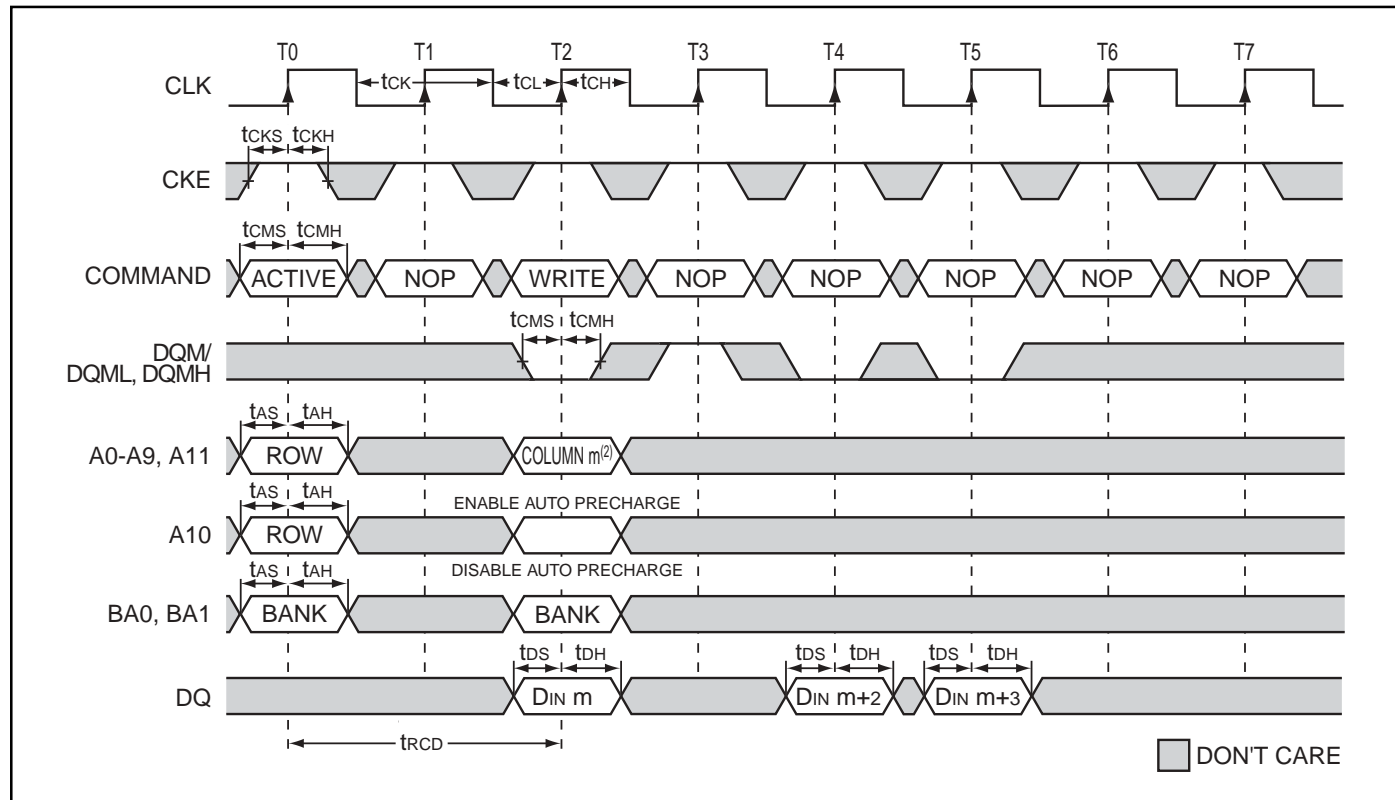 T0 T1 T2 T3 T4 T5 T6 T7
CLK tCK tCL tCH
tCKS tCKH
CKE
tCMS tCMH
COMMAND ACTIVE NOP WRITE NOP NOP NOP NOP NOP
tCMS tCMH
DQM/
DQML, DQMH
tAS tAH
A0-A9, A11 ROW COLUMN m(2)
tAS tAH ENABLE AUTO PRECHARGE
A10 ROW
tAS tAH DISABLE AUTO PRECHARGE
BA0, BA1 BANK BANK
tDS tDH tDS tDH tDS tDH
DQ DIN m DIN m+2 DIN m+3
tRCD
DON'T CARE